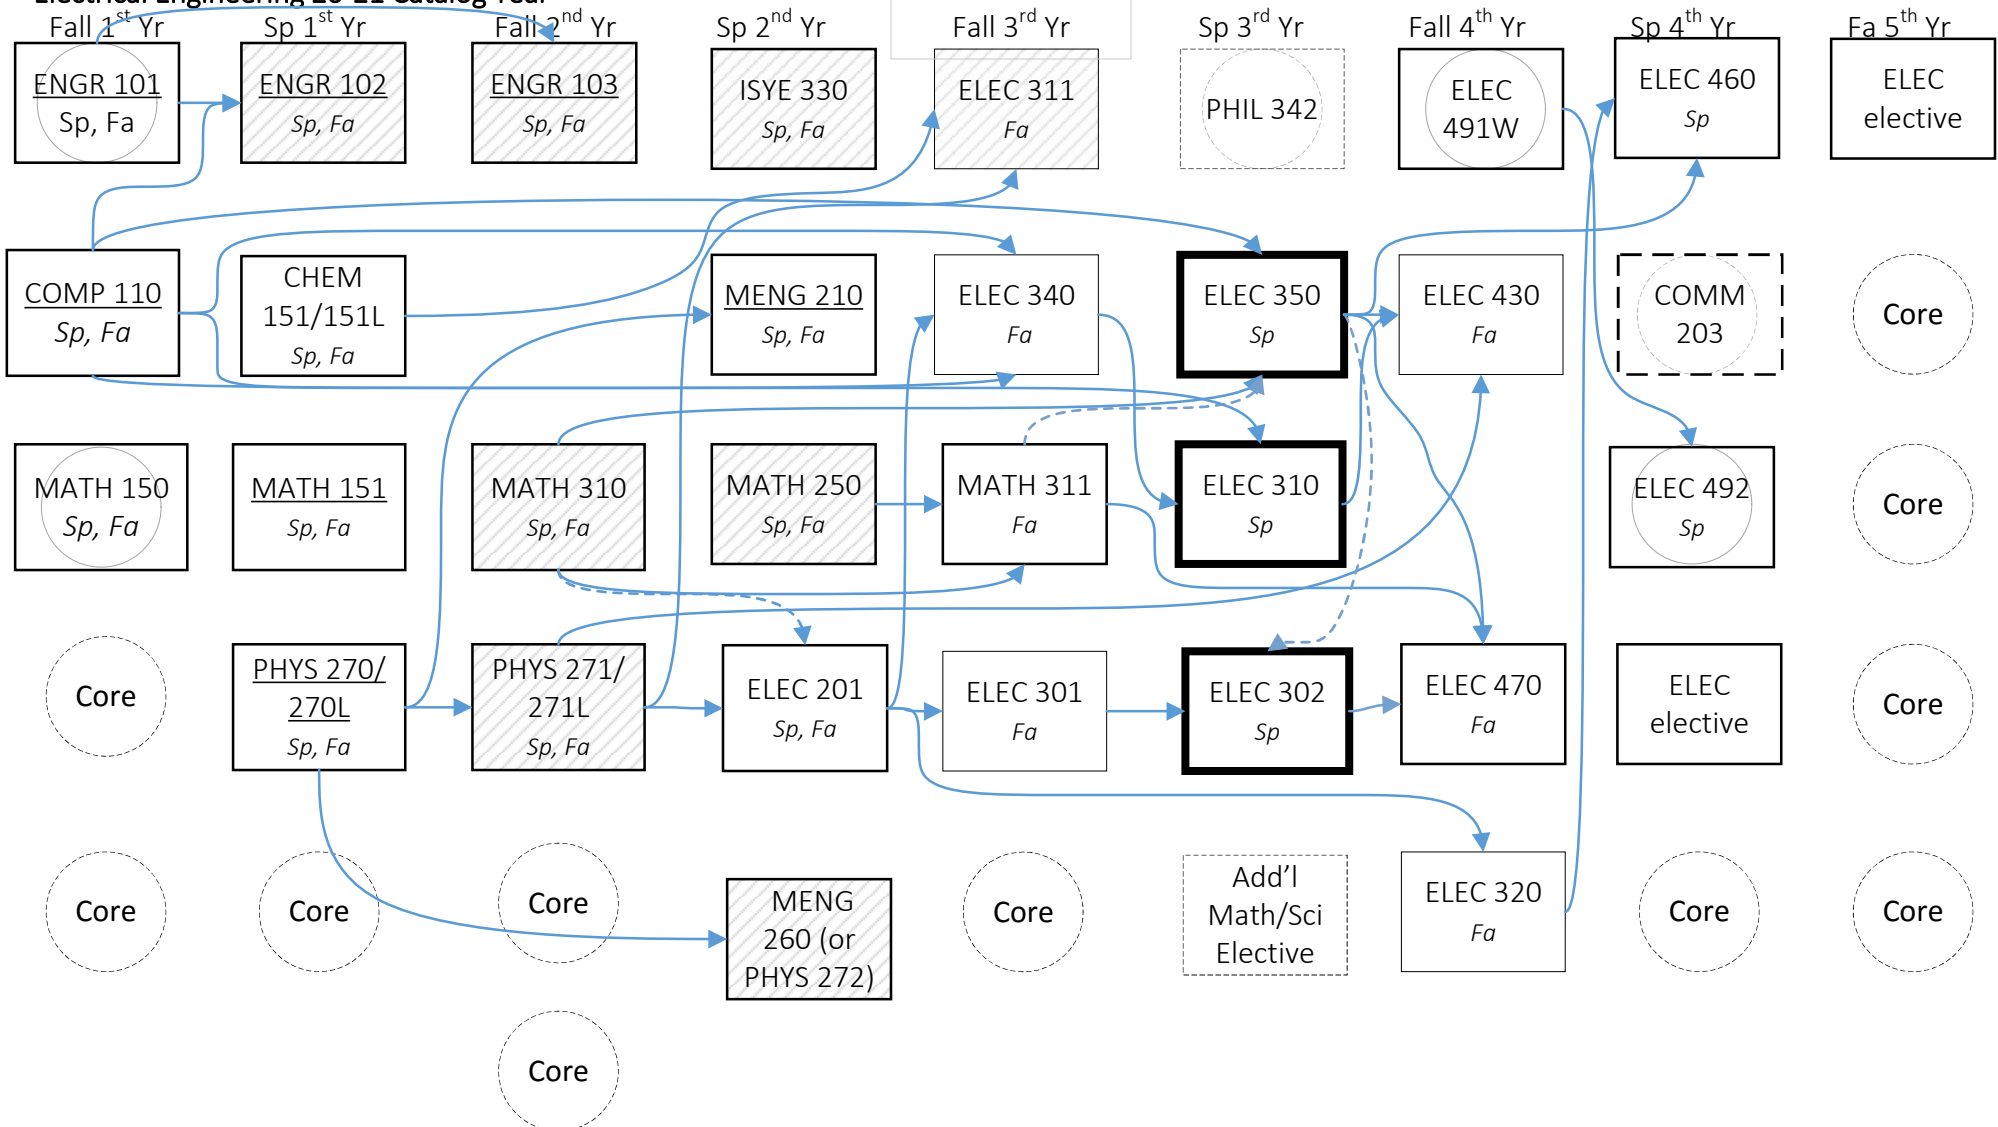 Electrical Engineering 20-21 Catalog Year
Fall 1st Yr
Sp 1st Yr
Fall 2nd Yr
Sp 2nd Yr
Fall 3rd Yr
Sp 3rd Yr
Fall 4th Yr
Sp 4th Yr
Fa 5th Yr
ENGR 101
Sp, Fa
ENGR 102
Sp, Fa
ENGR 103
Sp, Fa
ISYE 330
Sp, Fa
ELEC 311
Fa
PHIL 342
ELEC
491W
ELEC 460
Sp
ELEC
elective
COMP 110
Sp, Fa
CHEM
151/151L
Sp, Fa
MENG 210
Sp, Fa
ELEC 340
Fa
ELEC 350
Sp
ELEC 430
Fa
COMM
203
Core
MATH 150
Sp, Fa
MATH 151
Sp, Fa
MATH 310
Sp, Fa
MATH 250
Sp, Fa
MATH 311
Fa
ELEC 310
Sp
ELEC 492
Sp
Core
Core
PHYS 270/
270L
Sp, Fa
PHYS 271/
271L
Sp, Fa
ELEC 201
Sp, Fa
ELEC 301
Fa
ELEC 302
Sp
ELEC 470
Fa
ELEC
elective
Core
Core
Core
Core
MENG
260 (or
PHYS 272)
Core
Add'l
Math/Sci
Elective
ELEC 320
Fa
Core
Core
Core